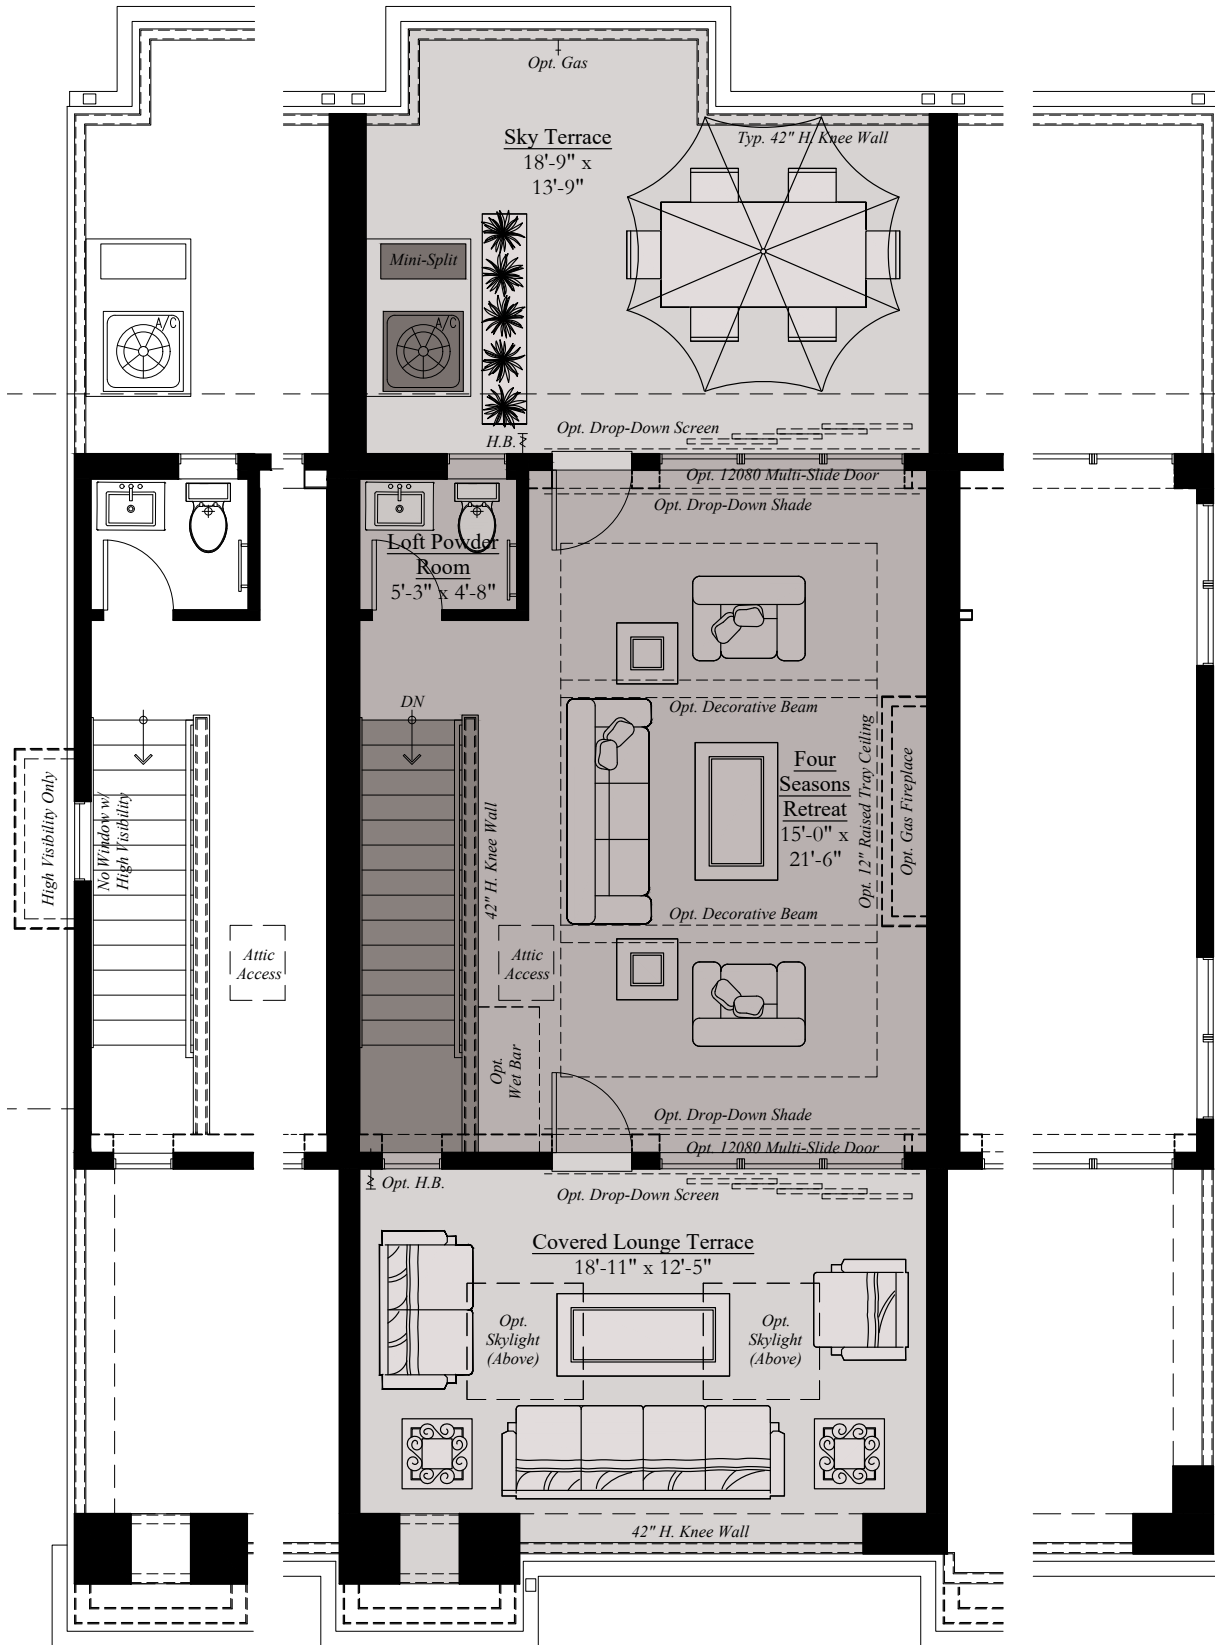 Opt. Gas
Sky Terrace
18'-9" x
13'-9"
Typ. 42" H. Knee Wall
Mini-Split
A/C
A/C
Opt. Drop-Down Screen
H.B.
Opt. 12080 Multi-Slide Door
Opt. Drop-Down Shade
Loft Powder
Room
5'-3" x 4'-8"
DN
Opt. Decorative Beam
Four
Seasons
Retreat
15'-0" x
21'-6"
Opt. 12" Raised Tray Ceiling
Opt. Gas Fireplace
High Visibility Only
No Window w/
High Visibility
42" H. Knee Wall
Opt. Decorative Beam
Attic
Access
Attic
Access
Opt.
Wet Bar
Opt. Drop-Down Shade
Opt. 12080 Multi-Slide Door
Opt. H.B.
Opt. Drop-Down Screen
Covered Lounge Terrace
18'-11" x 12'-5"
Opt.
Skylight
(Above)
Opt.
Skylight
(Above)
42" H. Knee Wall